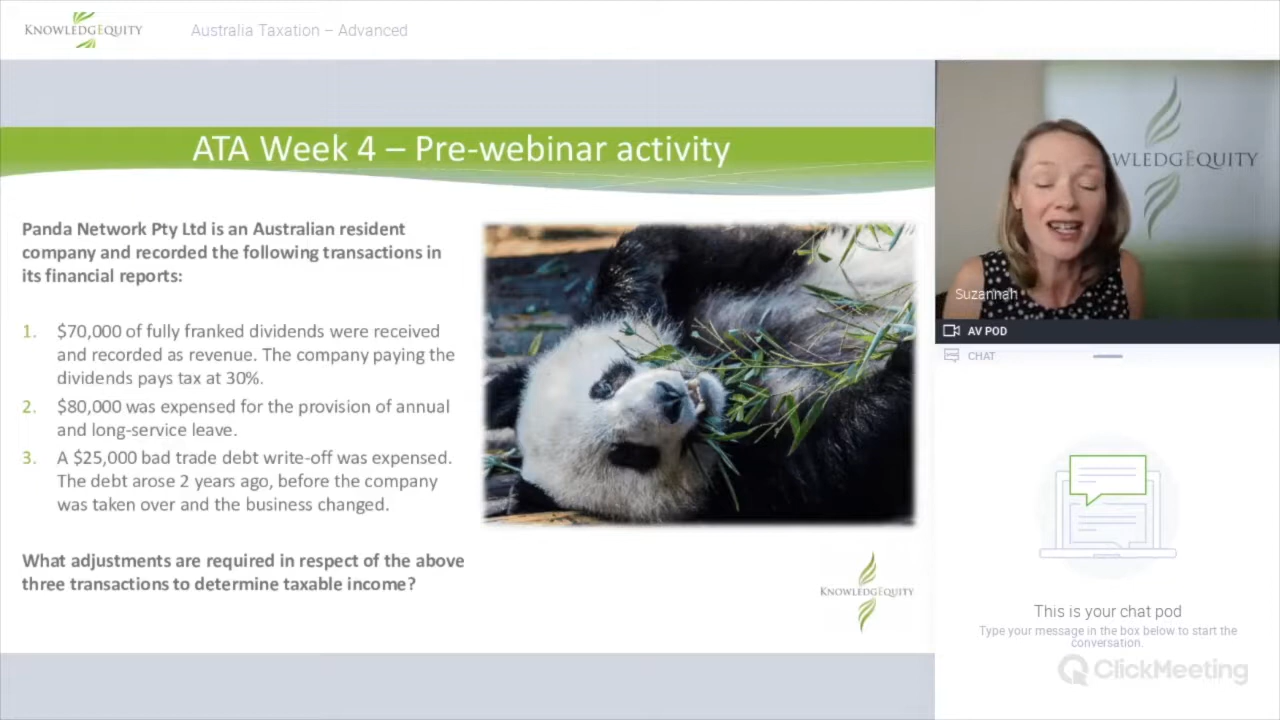 KNOWLEDGEQUITY
Australia Taxation – Advanced
ATA Week 4 – Pre-webinar activity
Panda Network Pty Ltd is an Australian resident
company and recorded the following transactions in
its financial reports:
1. $70,000 of fully franked dividends were received
and recorded as revenue. The company paying the
dividends pays tax at 30%.
2. $80,000 was expensed for the provision of annual
and long-service leave.
3. A $25,000 bad trade debt write-off was expensed.
The debt arose 2 years ago, before the company
was taken over and the business changed.
What adjustments are required in respect of the above
three transactions to determine taxable income?
KNOWLEDGEQUITY
WLEDGEQUITY
Suzannah
AV POD
CHAT
This is your chat pod
Type your message in the box below to start the
conversation.
ClickMeeting